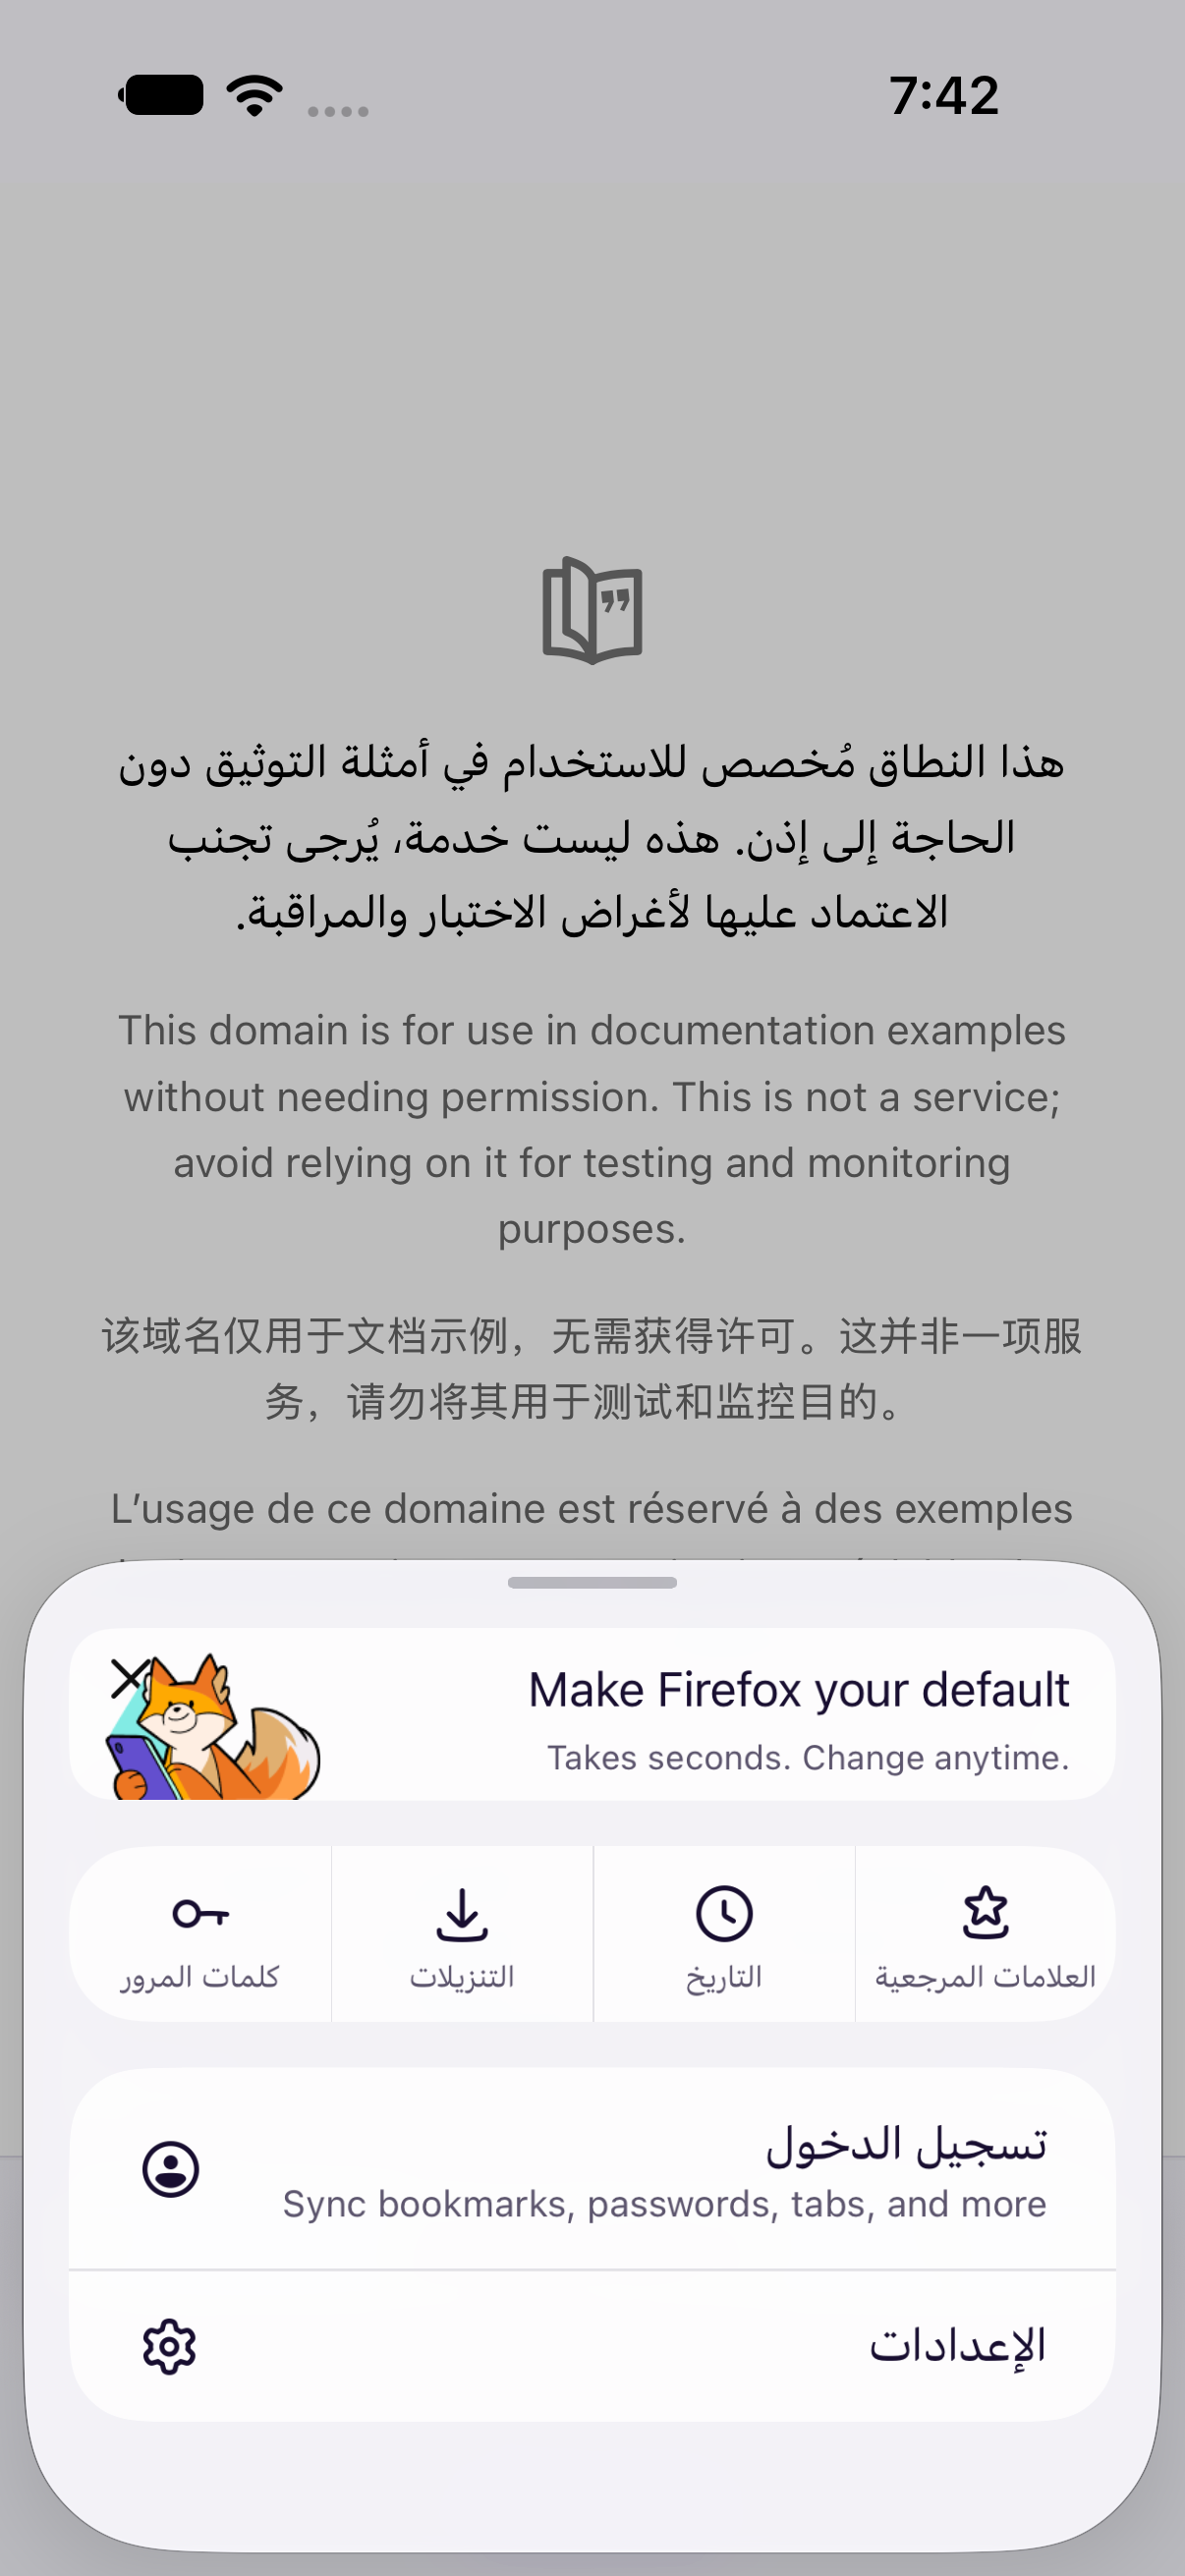 7:42
هذا النطاق مُخصص للاستخدام في أمثلة التوثيق دون
الحاجة إلى إذن. هذه ليست خدمة، يُرجى تجنب
الاعتماد عليها لأغراض الاختبار والمراقبة.
This domain is for use in documentation examples
without needing permission. This is not a service;
avoid relying on it for testing and monitoring
purposes.
该域名仅用于文档示例，无需获得许可。这并非一项服
务，请勿将其用于测试和监控目的。
L’usage de ce domaine est réservé à des exemples
Make Firefox your default
Takes seconds. Change anytime.
العلامات المرجعية
التاريخ
التنزيلات
كلمات المرور
تسجيل الدخول
Sync bookmarks, passwords, tabs, and more
الإعدادات